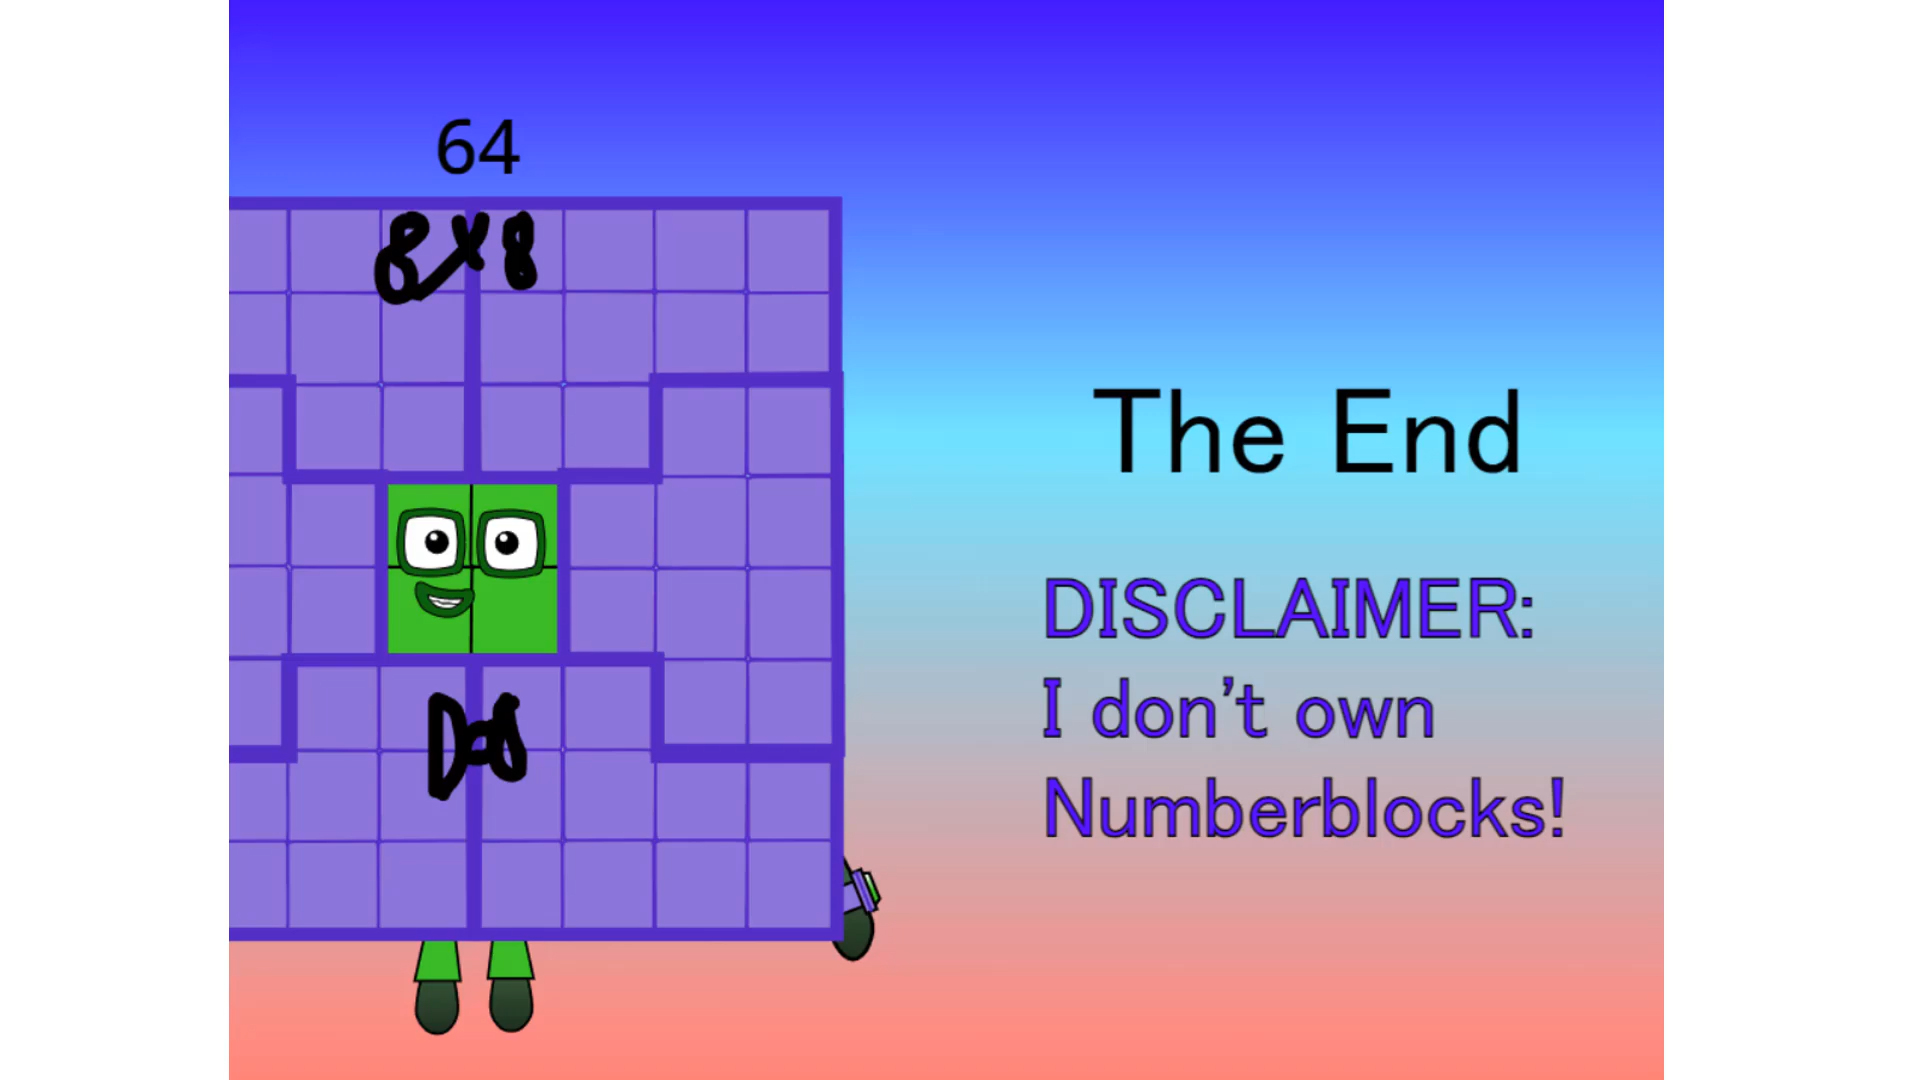 64
8x8
The End
DISCLAIMER:
I don't own
Numberblocks!